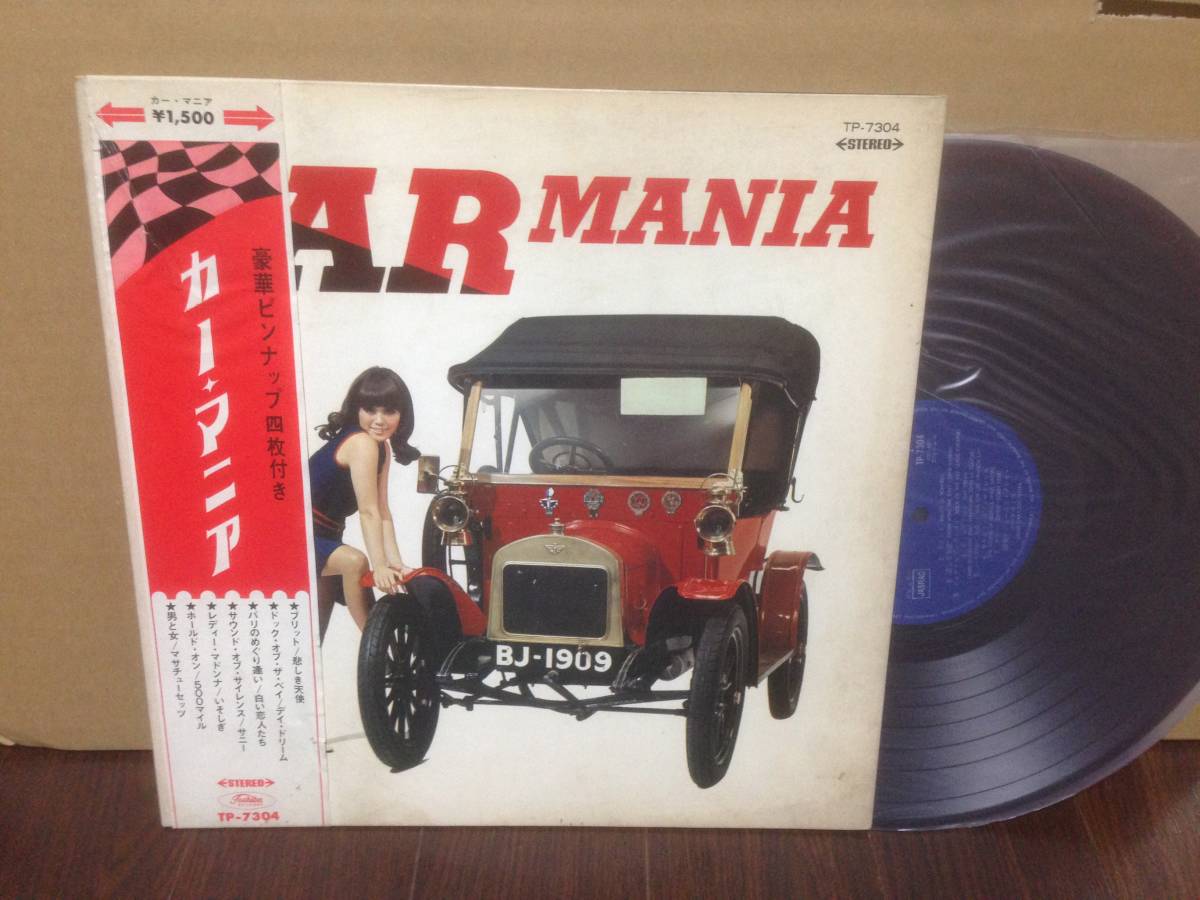 カー・マニア
¥1,500
カー・マニア
豪華ピンナップ四枚付き
★ブリット/悲しき天使
★ドック・オブ・ザ・ベイ/デイ・ドリーム
★パリのめぐり逢い/白い恋人たち
★サウンド・オブ・サイレンス/サニー
★レディー・マドンナ/いそしぎ
★ホールド・オン/500マイル
★男と女/マサチューセッツ
STEREO
Toshiba
TP-7304
TP-7304
STEREO
AR MANIA
BJ-1909
TP-7304
JASRAC